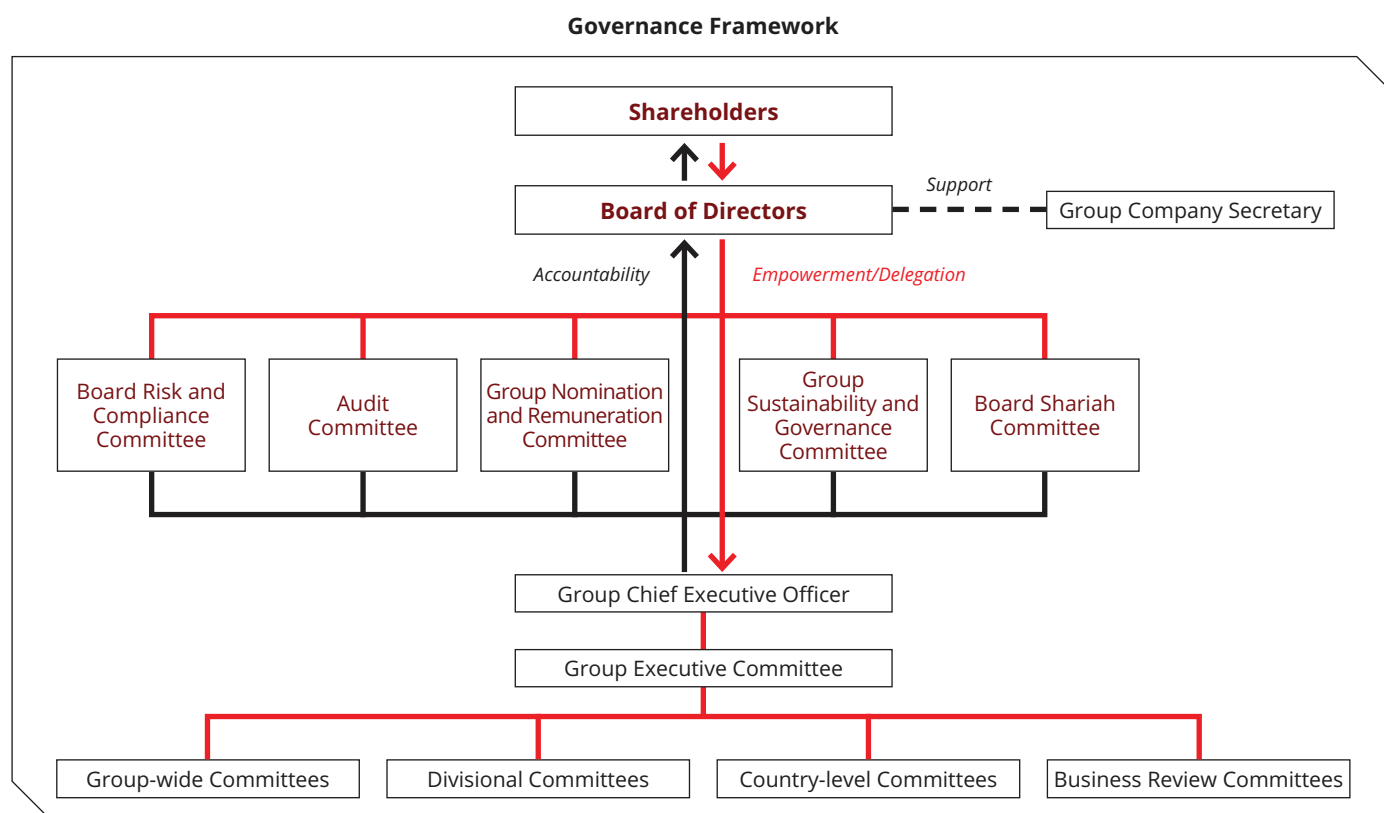 Governance Framework
Shareholders
Board of Directors
Support
Group Company Secretary
Accountability
Empowerment/Delegation
Board Risk and
Compliance
Committee
Audit
Committee
Group Nomination
and Remuneration
Committee
Group
Sustainability and
Governance
Committee
Board Shariah
Committee
Group Chief Executive Officer
Group Executive Committee
Group-wide Committees
Divisional Committees
Country-level Committees
Business Review Committees